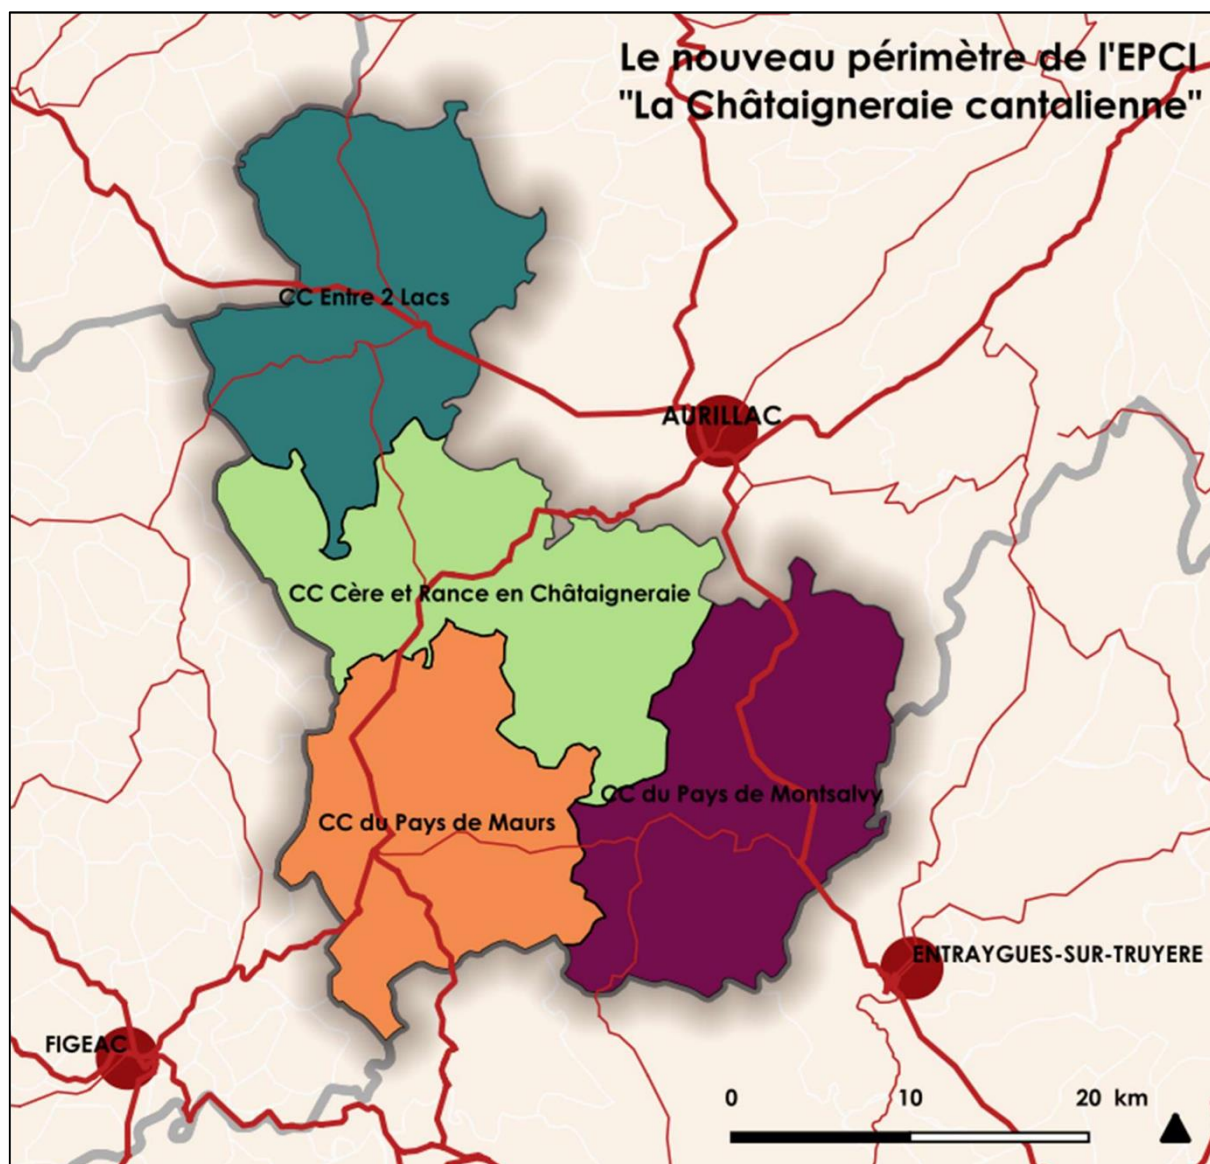 Le nouveau périmètre de l'EPCI
"La Châtaigneraie cantalienne"
CC Entre 2 Lacs
AURILLAC
CC Cère et Rance en Châtaigneraie
CC du Pays de Montsalvy
CC du Pays de Maurs
ENTRAYGUES-SUR-TRUYERE
FIGEAC
0 10 20 km